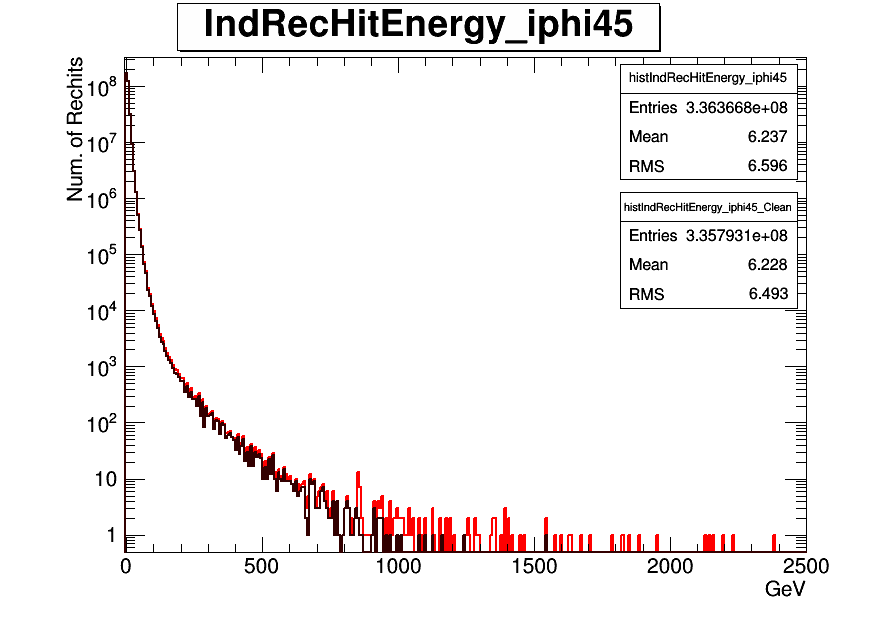 IndRecHitEnergy_iphi45
Num. of Rechits
histIndRecHitEnergy_iphi45
Entries 3.363668e+08
Mean 6.237
RMS 6.596
histIndRecHitEnergy_iphi45_Clean
Entries 3.357931e+08
Mean 6.228
RMS 6.493
10^8
10^7
10^6
10^5
10^4
10^3
10^2
10
1
0 500 1000 1500 2000 2500
GeV